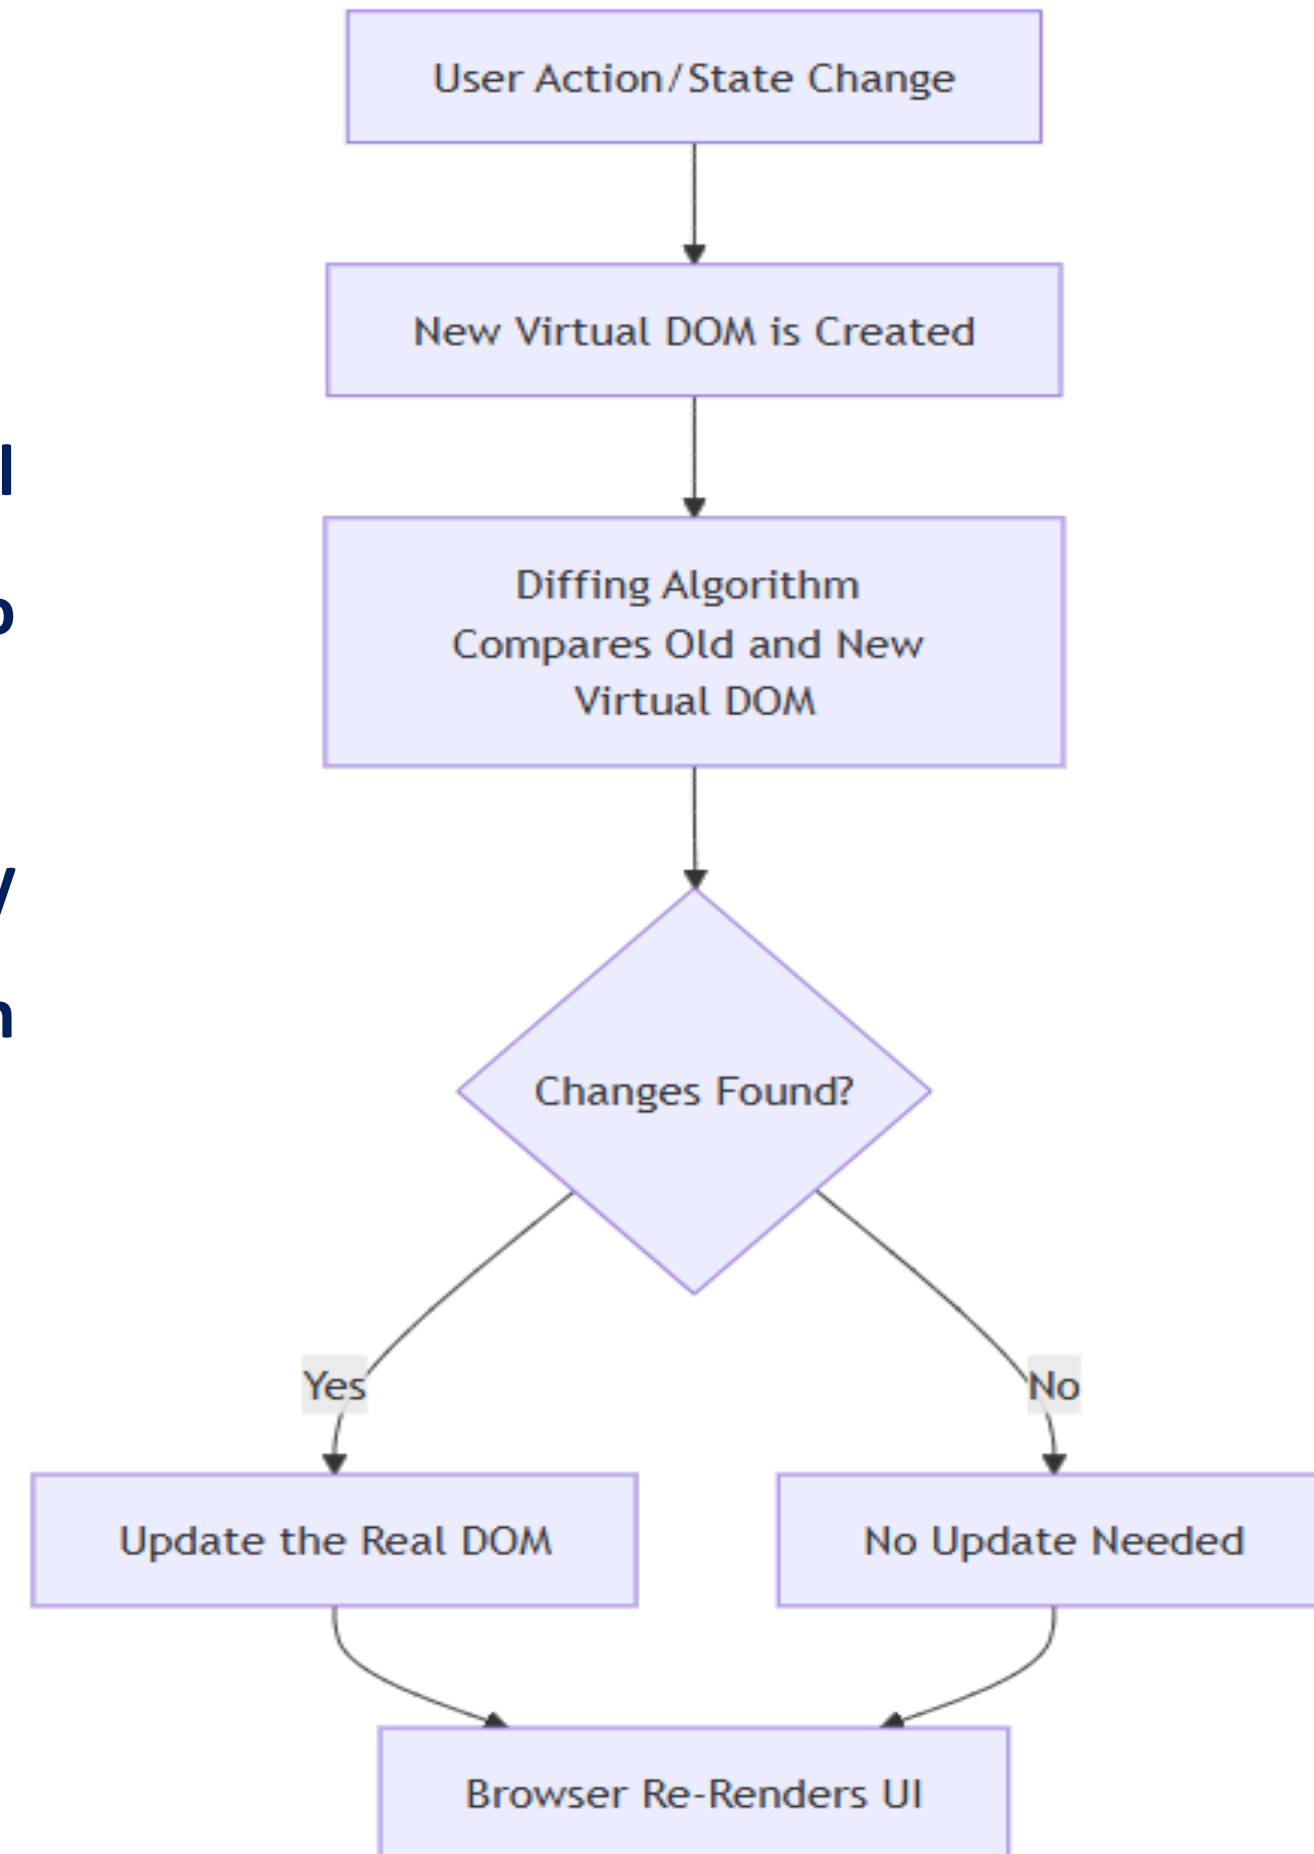 User Action/State Change
New Virtual DOM is Created
Diffing Algorithm
Compares Old and New
Virtual DOM
Changes Found?
Yes
No
Update the Real DOM
No Update Needed
Browser Re-Renders UI